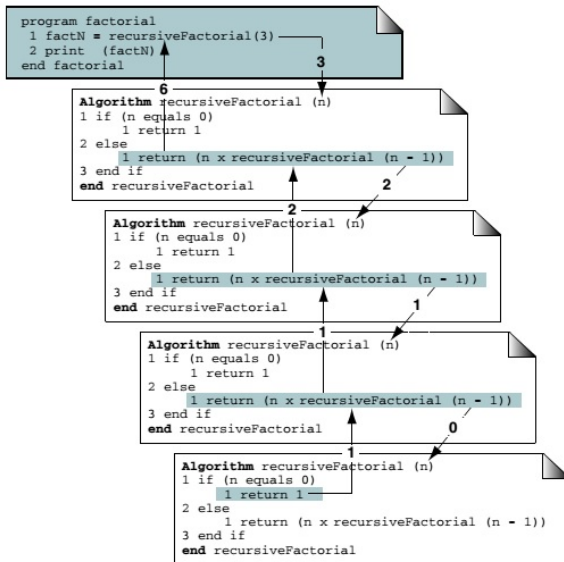 program factorial
1 factN = recursiveFactorial(3)
2 print (factN)
end factorial
3
6
Algorithm recursiveFactorial (n)
1 if (n equals 0)
1 return 1
2 else
1 return (n x recursiveFactorial (n - 1))
3 end if
end recursiveFactorial
2
2
Algorithm recursiveFactorial (n)
1 if (n equals 0)
1 return 1
2 else
1 return (n x recursiveFactorial (n - 1))
3 end if
end recursiveFactorial
1
1
Algorithm recursiveFactorial (n)
1 if (n equals 0)
1 return 1
2 else
1 return (n x recursiveFactorial (n - 1))
3 end if
end recursiveFactorial
0
1
Algorithm recursiveFactorial (n)
1 if (n equals 0)
1 return 1
2 else
1 return (n x recursiveFactorial (n - 1))
3 end if
end recursiveFactorial